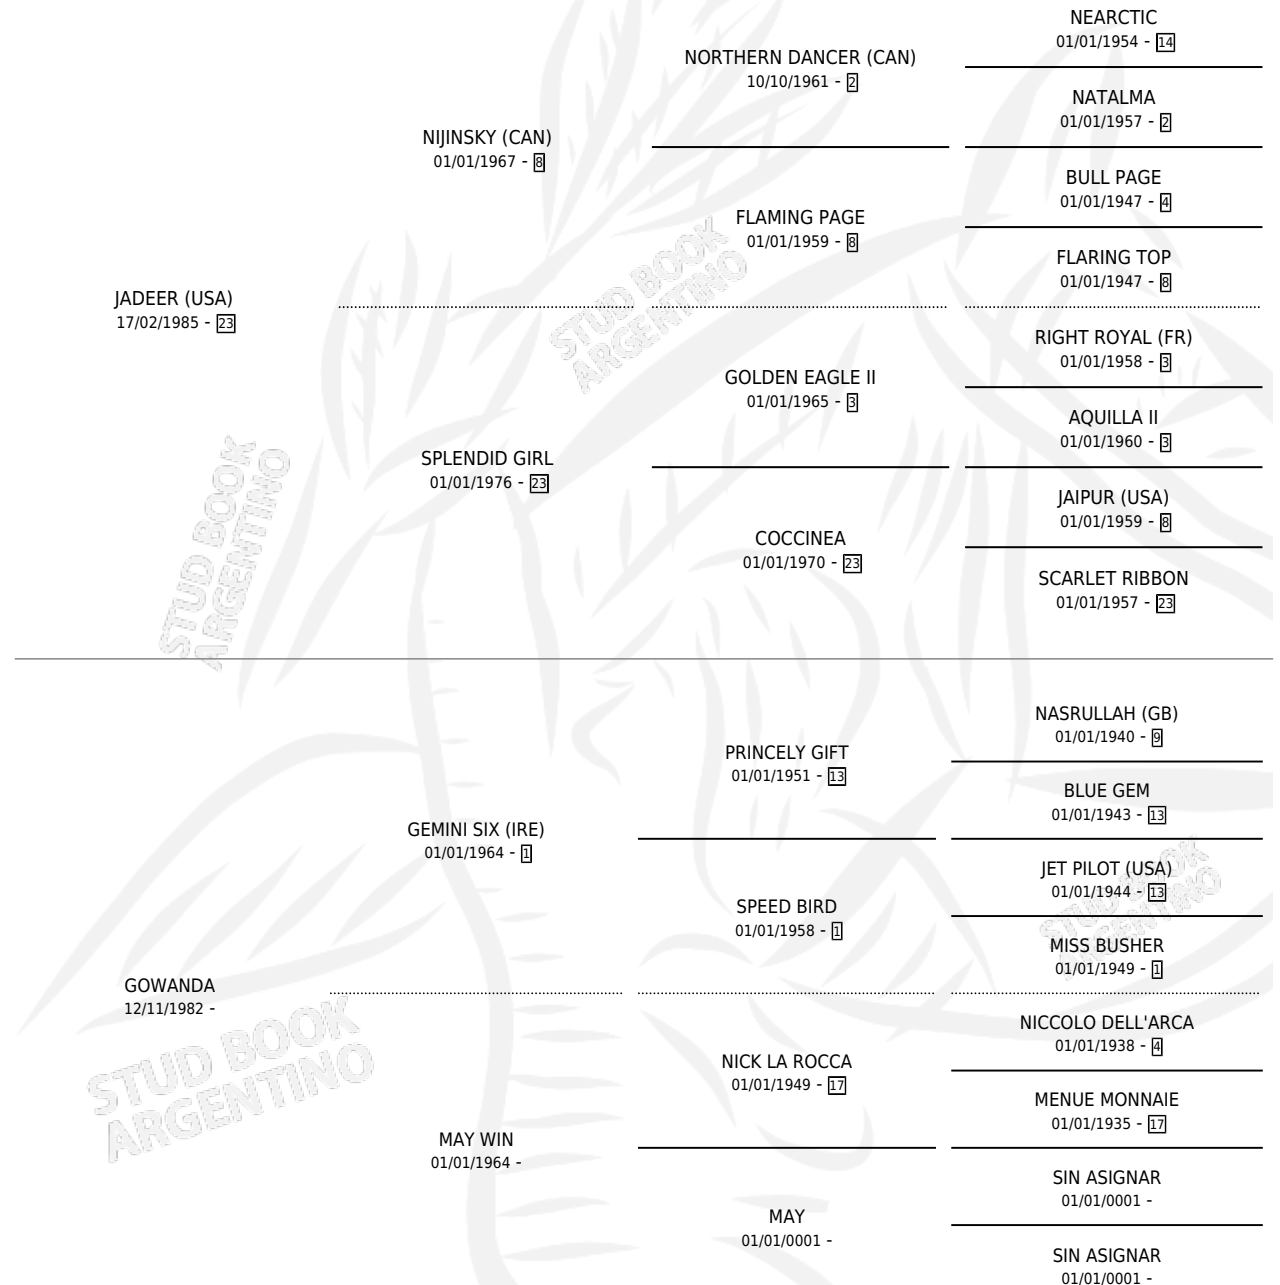 NEARCTIC
01/01/1954 - 14
NORTHERN DANCER (CAN)
10/10/1961 - 2
NATALMA
01/01/1957 - 2
NIJINSKY (CAN)
01/01/1967 - 8
BULL PAGE
01/01/1947 - 4
FLAMING PAGE
01/01/1959 - 8
FLARING TOP
01/01/1947 - 8
JADEER (USA)
17/02/1985 - 23
RIGHT ROYAL (FR)
01/01/1958 - 3
GOLDEN EAGLE II
01/01/1965 - 3
AQUILLA II
01/01/1960 - 3
SPLENDID GIRL
01/01/1976 - 23
JAIPUR (USA)
01/01/1959 - 8
COCCINEA
01/01/1970 - 23
SCARLET RIBBON
01/01/1957 - 23
STUD BOOK
ARGENTINO
STUD BOOK
ARGENTINO
NASRULLAH (GB)
01/01/1940 - 9
PRINCELY GIFT
01/01/1951 - 13
BLUE GEM
01/01/1943 - 13
GEMINI SIX (IRE)
01/01/1964 - 1
JET PILOT (USA)
01/01/1944 - 13
SPEED BIRD
01/01/1958 - 1
MISS BUSHER
01/01/1949 - 1
GOWANDA
12/11/1982 -
NICCOLO DELL'ARCA
01/01/1938 - 4
NICK LA ROCCA
01/01/1949 - 17
MENUE MONNAIE
01/01/1935 - 17
MAY WIN
01/01/1964 -
SIN ASIGNAR
01/01/0001 -
MAY
01/01/0001 -
SIN ASIGNAR
01/01/0001 -
STUD BOOK
ARGENTINO
STUD BOOK
ARGENTINO